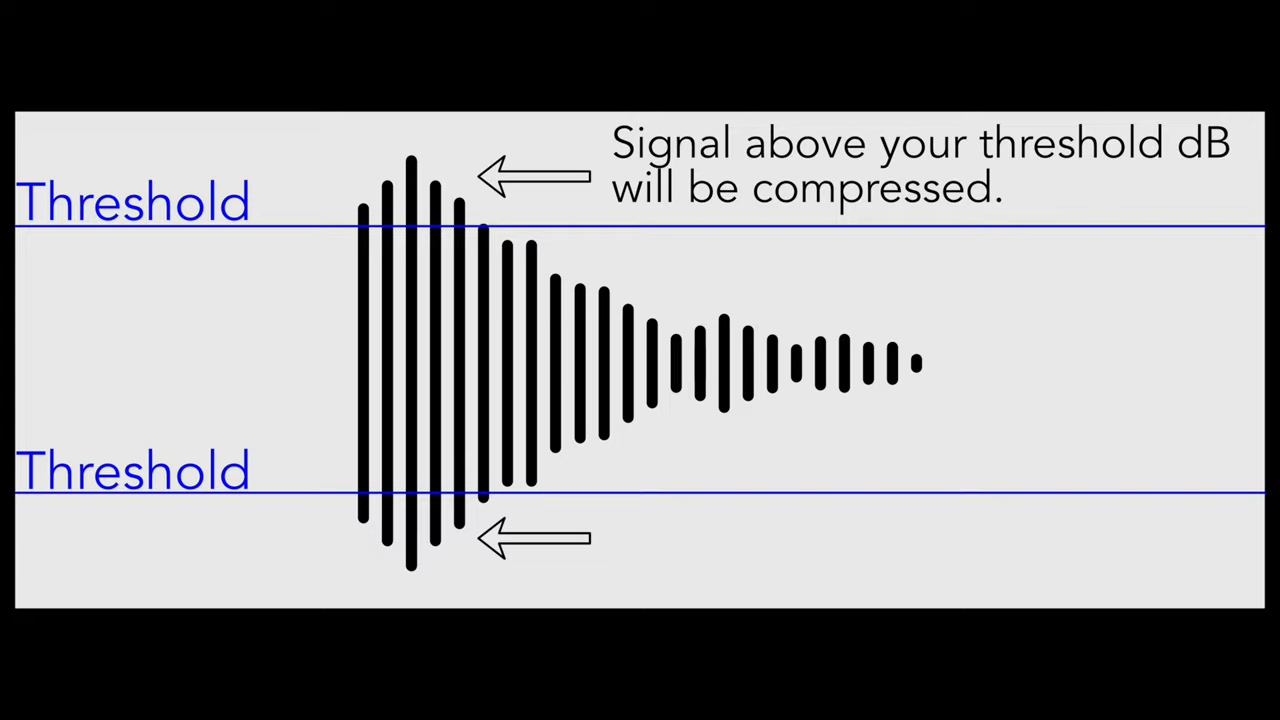 Signal above your threshold dB
will be compressed.
Threshold
Threshold